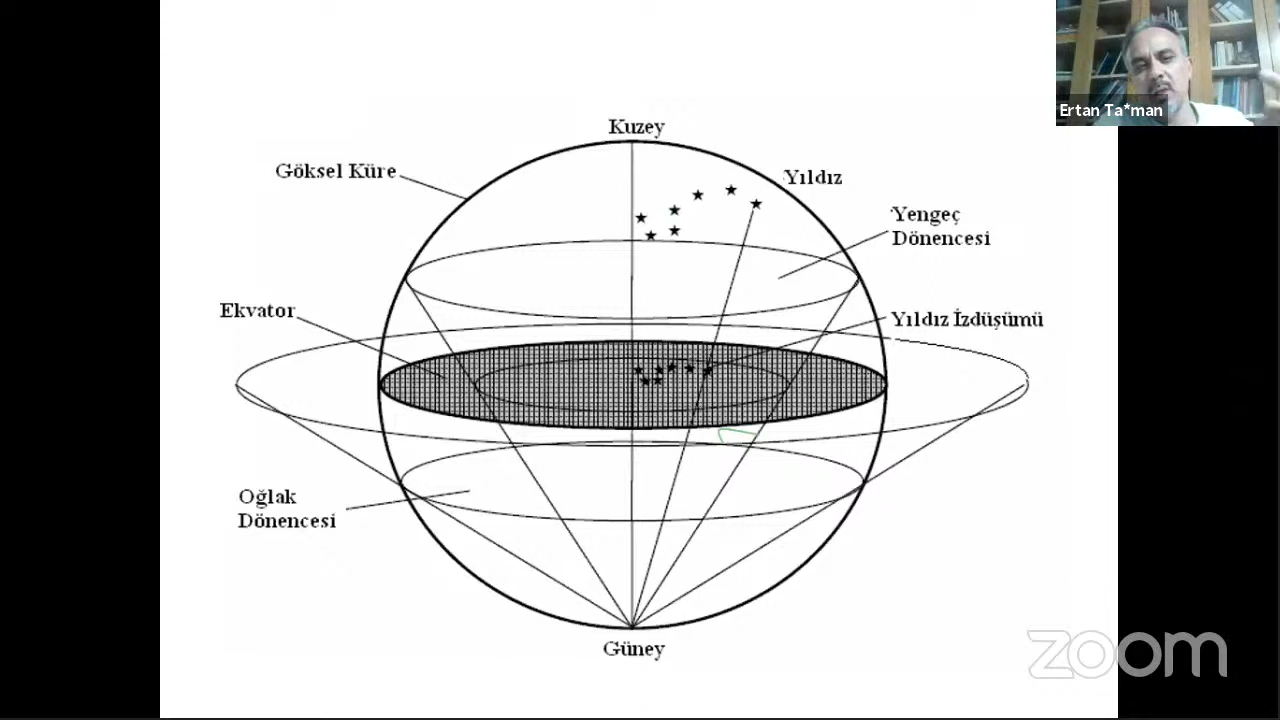 Ertan Ta*man
Kuzey
Göksel Küre
Yıldız
Yengeç
Dönencesi
Ekvator
Yıldız İzdüşümü
Oğlak
Dönencesi
Güney
zoom